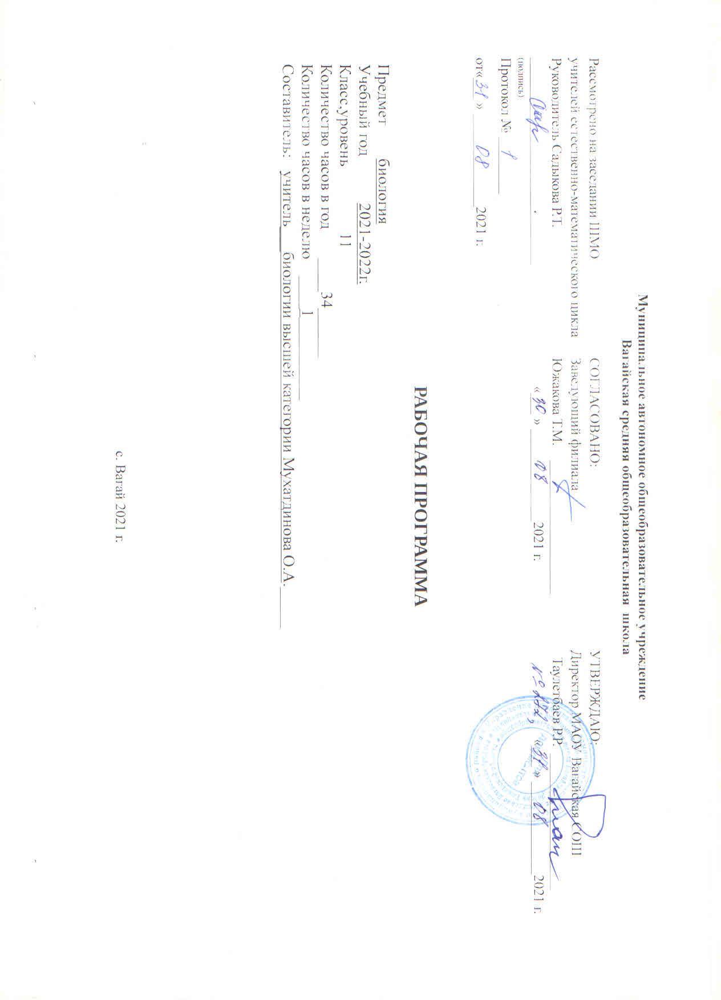 Муниципальное автономное общеобразовательное учреждение
Вагайская средняя общеобразовательная школа
Рассмотрено на заседании ШМО
учителей естественно-математического цикла
Руководитель Садыкова Р.Т.
(подпись)
Протокол № 1
от«31» 08 2021 г.
СОГЛАСОВАНО:
Заведующий филиала
Южакова Т.М.
«30» 08 2021 г.
УТВЕРЖДАЮ:
Директор МАОУ Вагайская СОШ
Таулетбаев Р.Р.
«31» 08 2021 г.
РАБОЧАЯ ПРОГРАММА
Предмет биология
Учебный год 2021-2022г.
Класс,уровень 11
Количество часов в год 34
Количество часов в неделю 1
Составитель: учитель биологии высшей категории Мухатдинова О.А.
с. Вагай 2021 г.